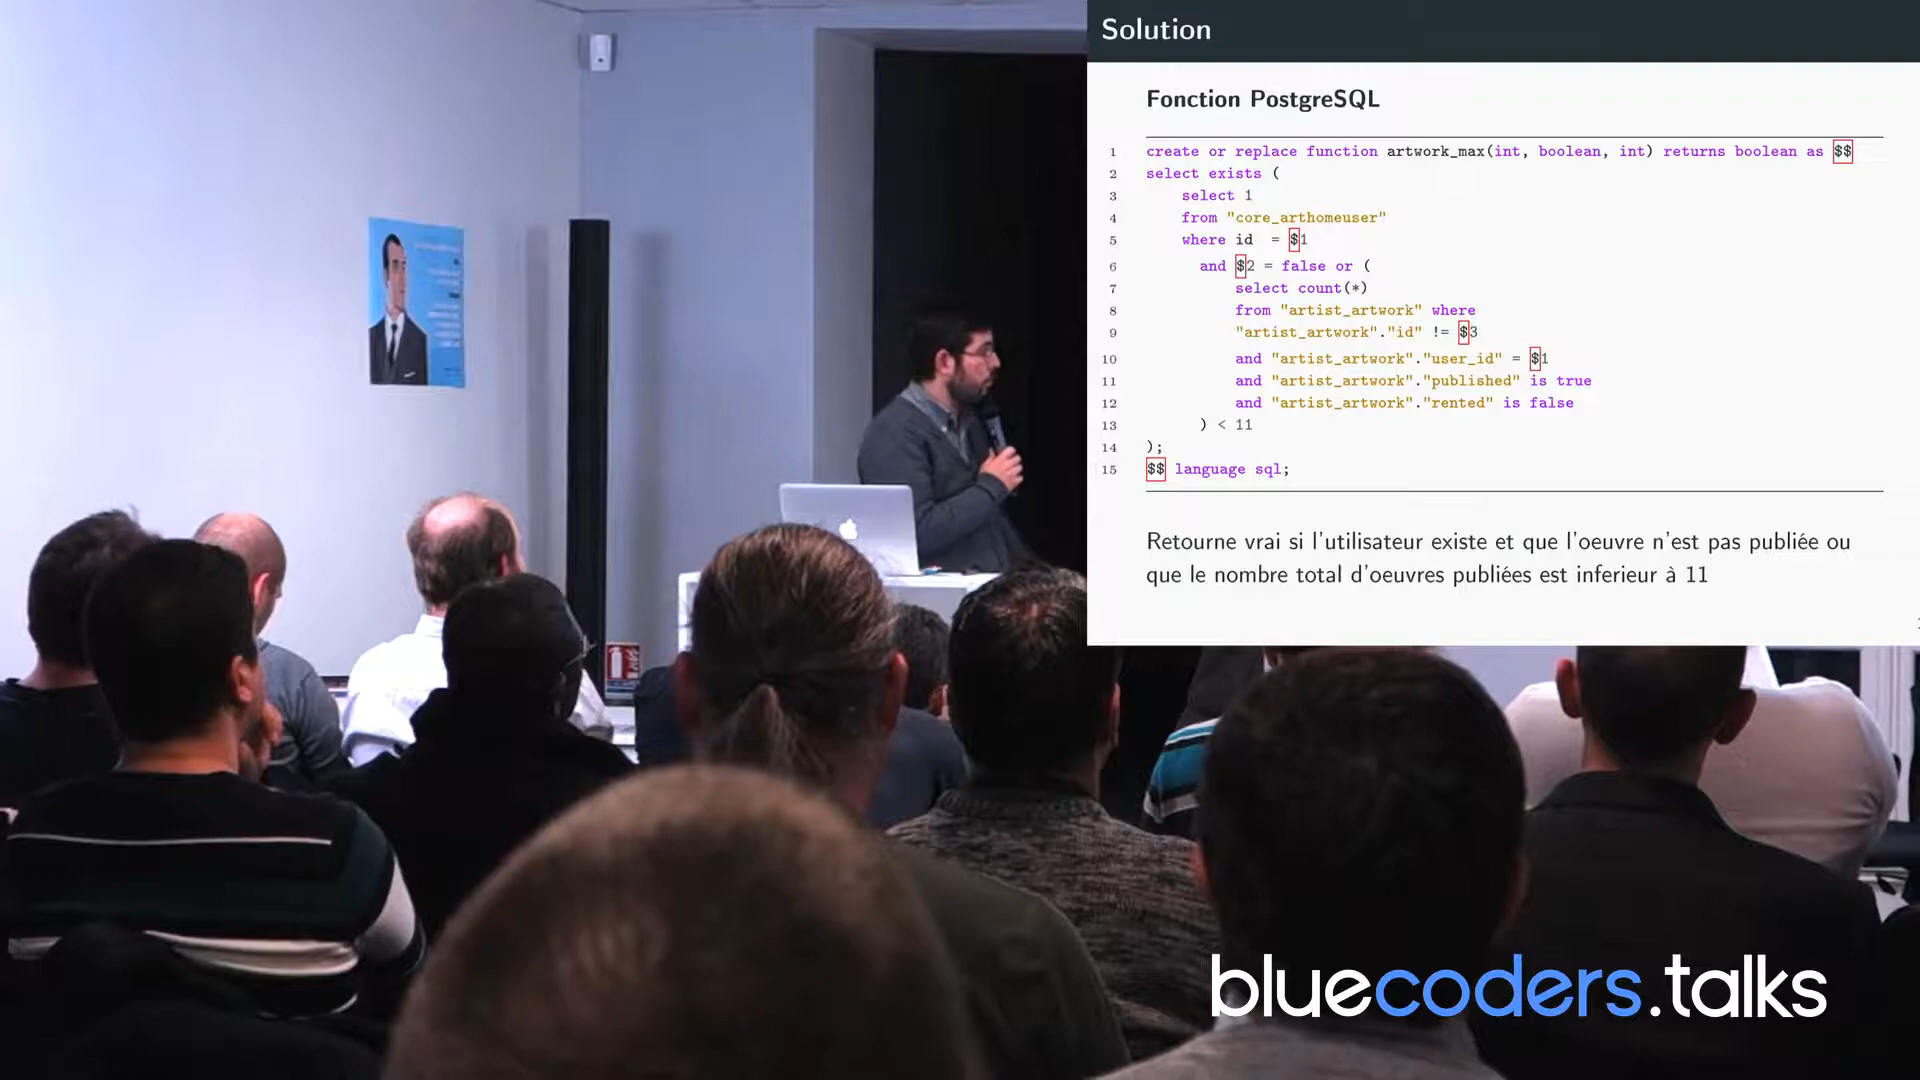 Solution
Fonction PostgreSQL
1 create or replace function artwork_max(int, boolean, int) returns boolean as $$
2 select exists (
3 select 1
4 from "core_arthomeuser"
5 where id = $1
6 and $2 = false or (
7 select count(*)
8 from "artist_artwork" where
9 "artist_artwork"."id" != $3
10 and "artist_artwork"."user_id" = $1
11 and "artist_artwork"."published" is true
12 and "artist_artwork"."rented" is false
13 ) < 11
14 );
15 $$ language sql;
Retourne vrai si l'utilisateur existe et que l'oeuvre n'est pas publiée ou
que le nombre total d'oeuvres publiées est inferieur à 11
bluecoders.talks